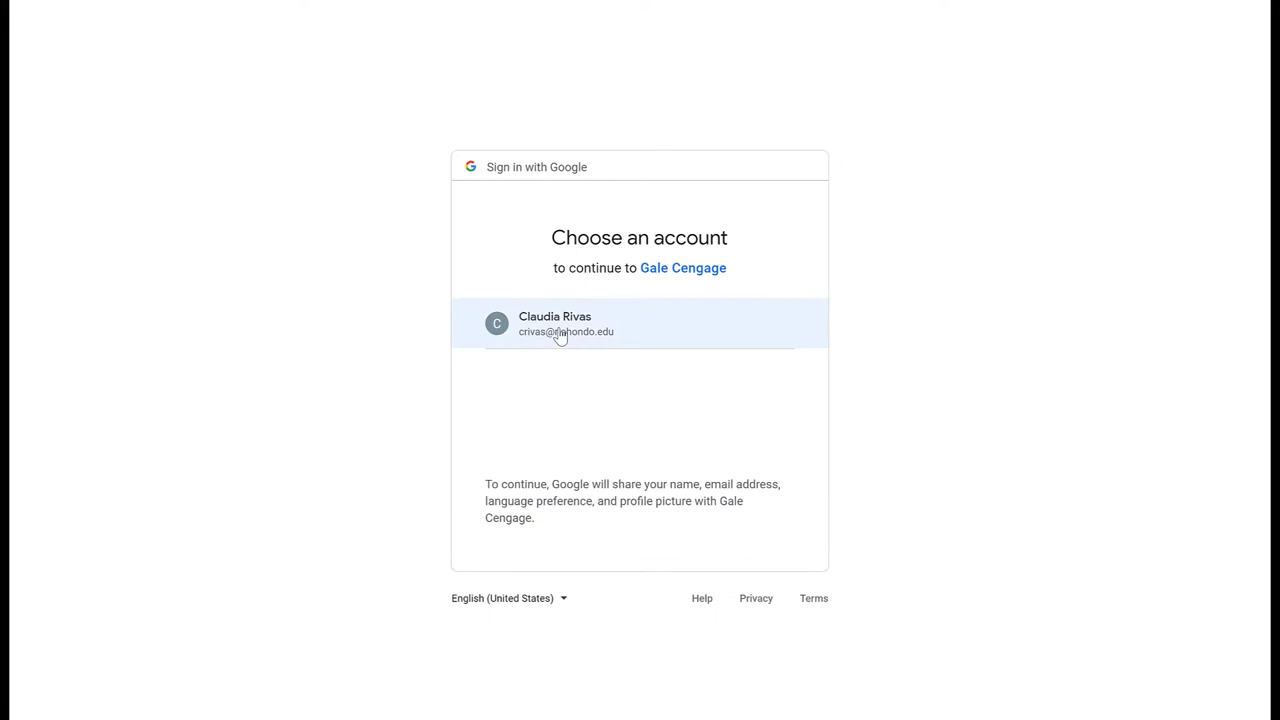 Sign in with Google
Choose an account
to continue to Gale Cengage
C
Claudia Rivas
To continue, Google will share your name, email address,
language preference, and profile picture with Gale
Cengage.
English (United States)
Help
Privacy
Terms